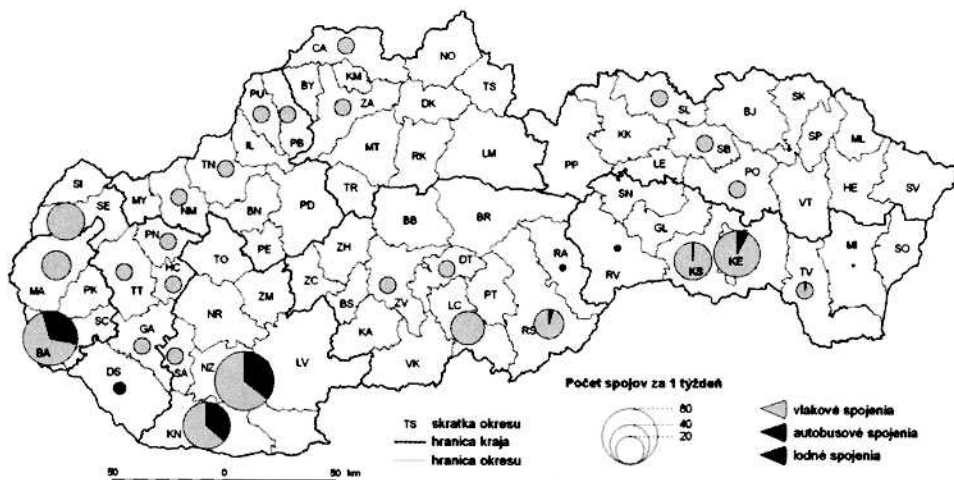 CA
NO
KM
BY
TS
PU
ZA
DK
SL
BJ
SK
PB
IL
MT
RK
LM
PP
KK
SB
SP
ML
TN
LE
PO
VT
HE
SV
SI
SE
MY
NM
BN
PD
TR
BB
BR
SN
GL
PN
TO
PE
ZH
DT
RA
RV
KS
KE
MI
SO
MA
PK
TT
HC
ZM
ZC
BS
ZV
LC
PT
TV
SC
GA
NR
KA
RS
BA
SA
NZ
LV
VK
DS
KN
Počet spojov za 1 týždeň
80
40
20
TS skratka okresu
hranica kraja
hranica okresu
vlakové spojenia
autobusové spojenia
lodné spojenia
50 0 50 km